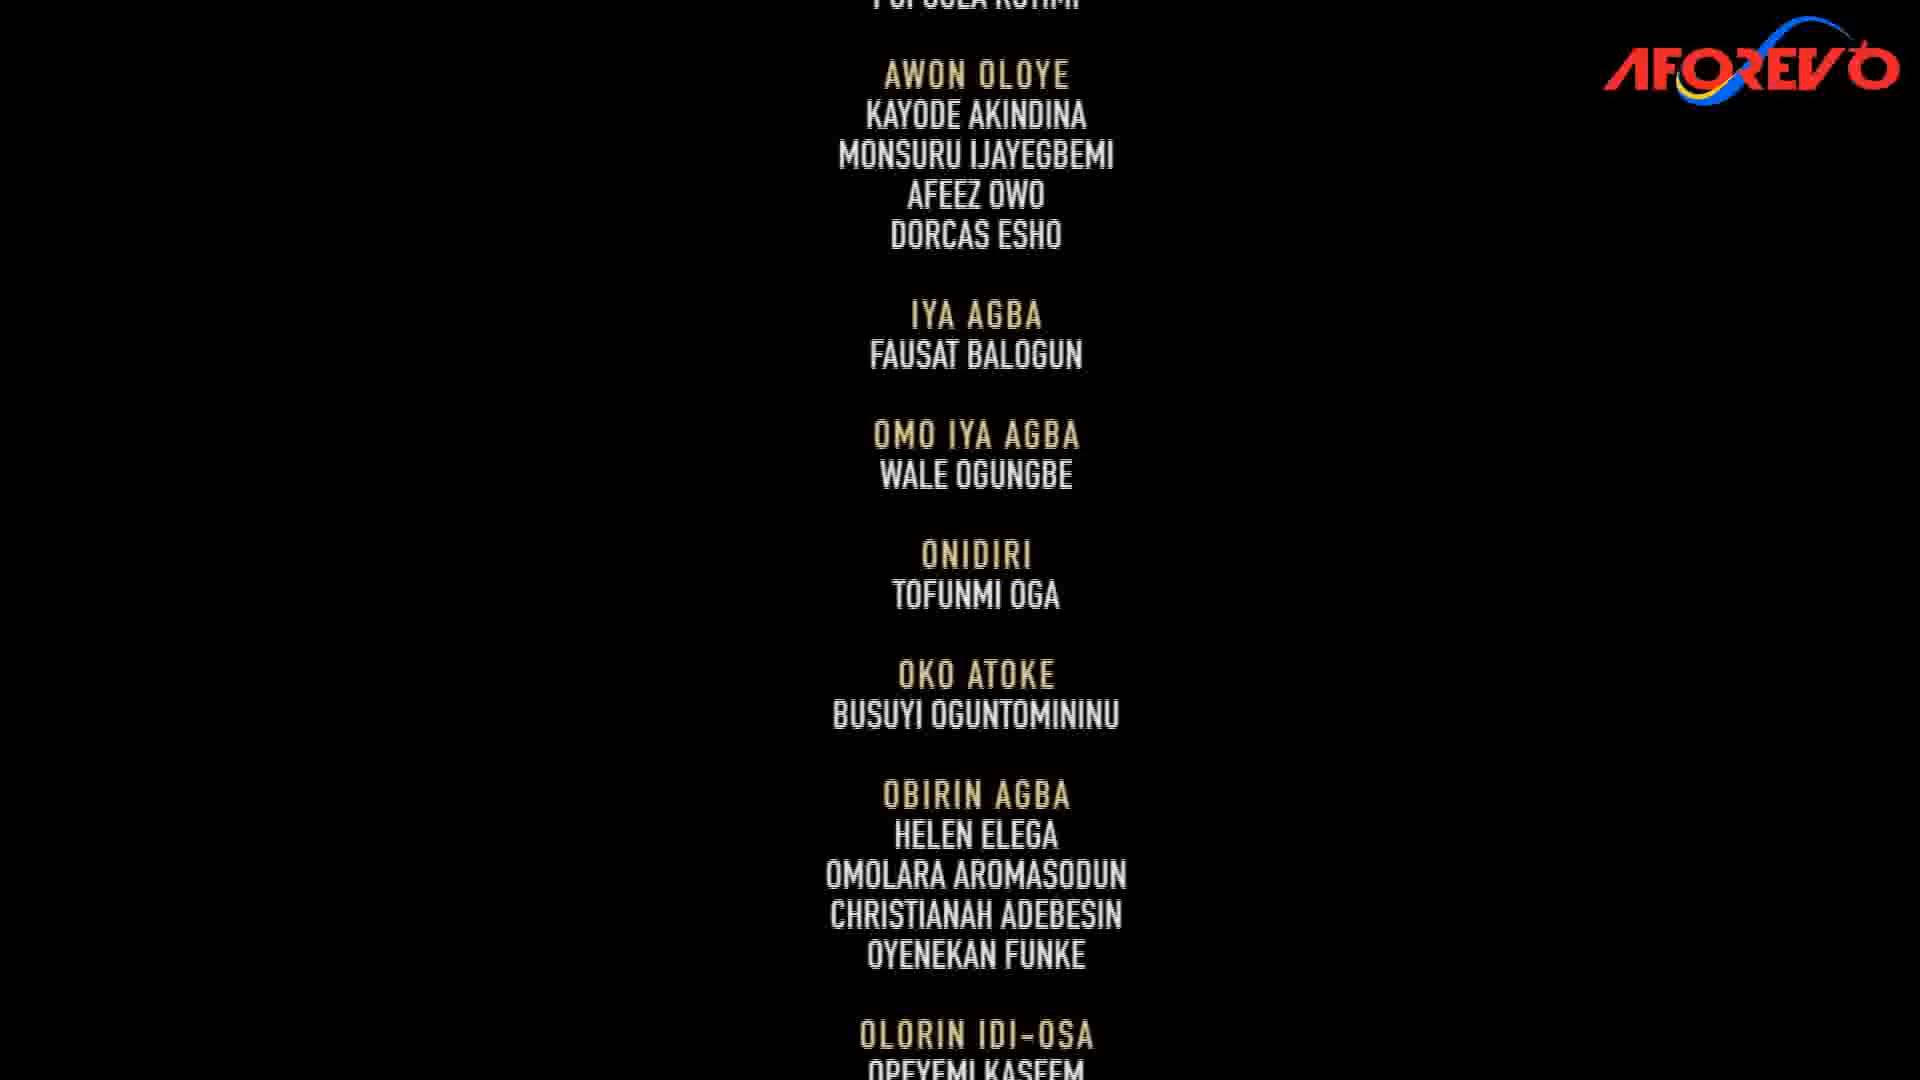 AFOREVO
AWON OLOYE
KAYODE AKINDINA
MONSURU IJAYEGBEMI
AFEEZ OWO
DORCAS ESHO
IYA AGBA
FAUSAT BALOGUN
OMO IYA AGBA
WALE OGUNGBE
ONIDIRI
TOFUNMI OGA
OKO ATOKE
BUSUYI OGUNTOMININU
OBIRIN AGBA
HELEN ELEGA
OMOLARA AROMASODUN
CHRISTIANAH ADEBESIN
OYENEKAN FUNKE
OLORIN IDI-OSA
OPEYEMI KASEEM